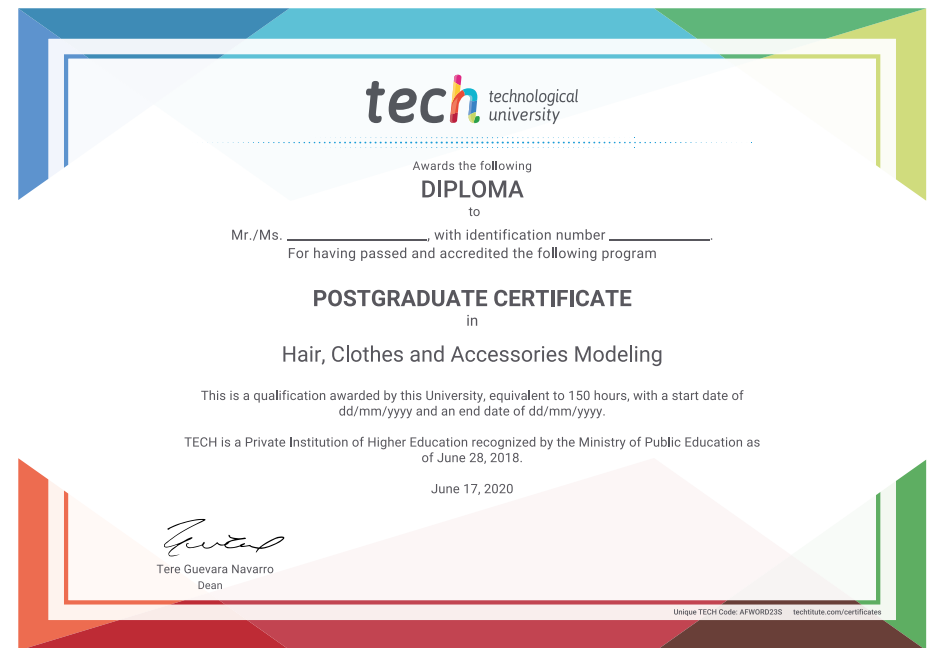 tech technological
university
Awards the following
DIPLOMA
to
Mr./Ms. ____________________, with identification number ______________.
For having passed and accredited the following program
POSTGRADUATE CERTIFICATE
in
Hair, Clothes and Accessories Modeling
This is a qualification awarded by this University, equivalent to 150 hours, with a start date of
dd/mm/yyyy and an end date of dd/mm/yyyy.
TECH is a Private Institution of Higher Education recognized by the Ministry of Public Education as
of June 28, 2018.
June 17, 2020
Tere Guevara Navarro
Dean
Unique TECH Code: AFWORD23S techtitute.com/certificates